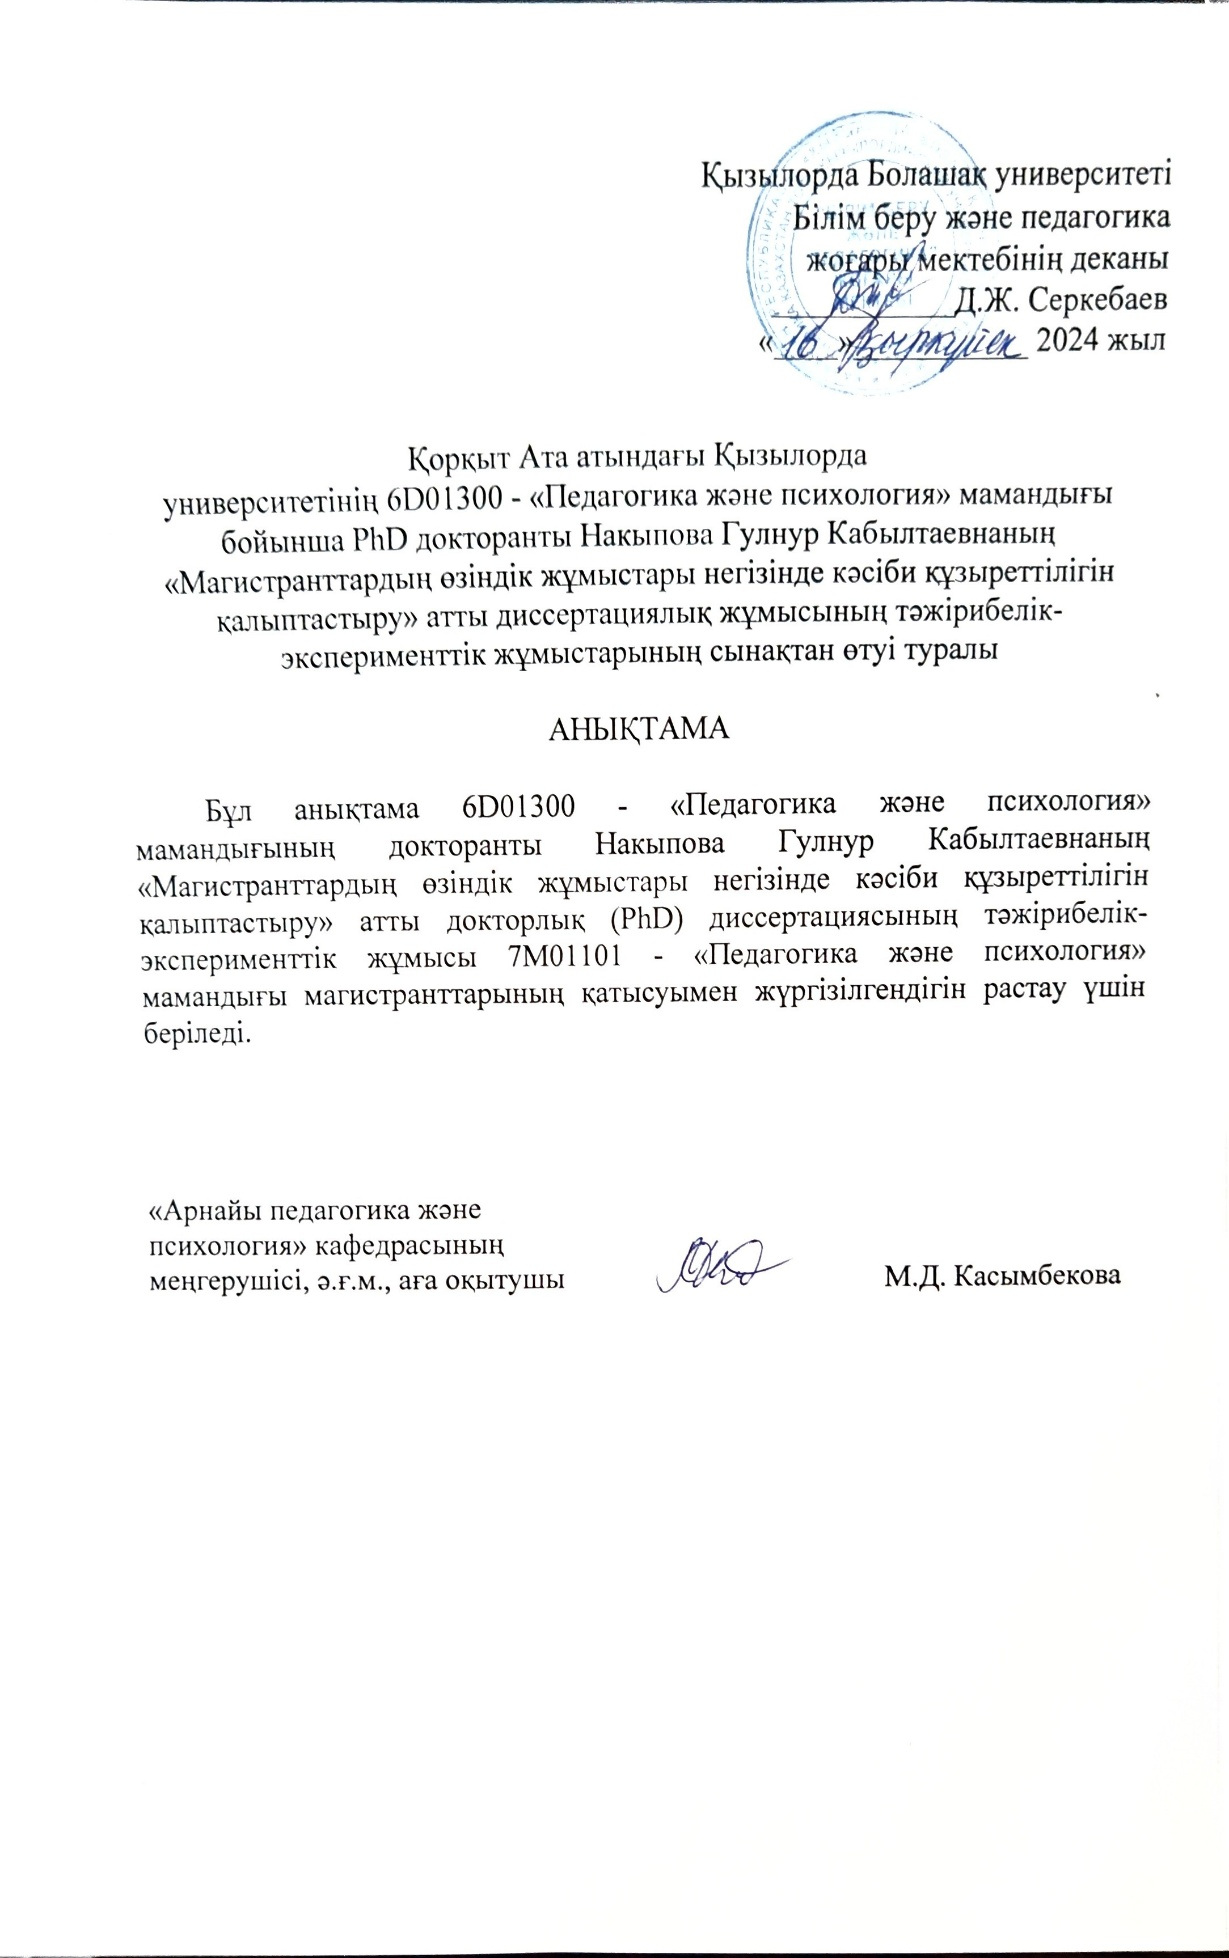 Қызылорда Болашақ университеті
Білім беру және педагогика
жоғары мектебінің деканы
Д.Ж. Серкебаев
«16» қыркүйек 2024 жыл
Қорқыт Ата атындағы Қызылорда
университетінің 6D01300 - «Педагогика және психология» мамандығы
бойынша PhD докторанты Накыпова Гулнур Кабылтаевнаның
«Магистранттардың өзіндік жұмыстары негізінде кәсіби құзыреттілігін
қалыптастыру» атты диссертациялық жұмысының тәжірибелік-
эксперименттік жұмыстарының сынақтан өтуі туралы
АНЫҚТАМА
Бұл анықтама 6D01300 - «Педагогика және психология»
мамандығының докторанты Накыпова Гулнур Кабылтаевнаның
«Магистранттардың өзіндік жұмыстары негізінде кәсіби құзыреттілігін
қалыптастыру» атты докторлық (PhD) диссертациясының тәжірибелік-
эксперименттік жұмысы 7M01101 - «Педагогика және психология»
мамандығы магистранттарының қатысуымен жүргізілгендігін растау үшін
беріледі.
«Арнайы педагогика және
психология» кафедрасының
меңгерушісі, ә.ғ.м., аға оқытушы М.Д. Касымбекова